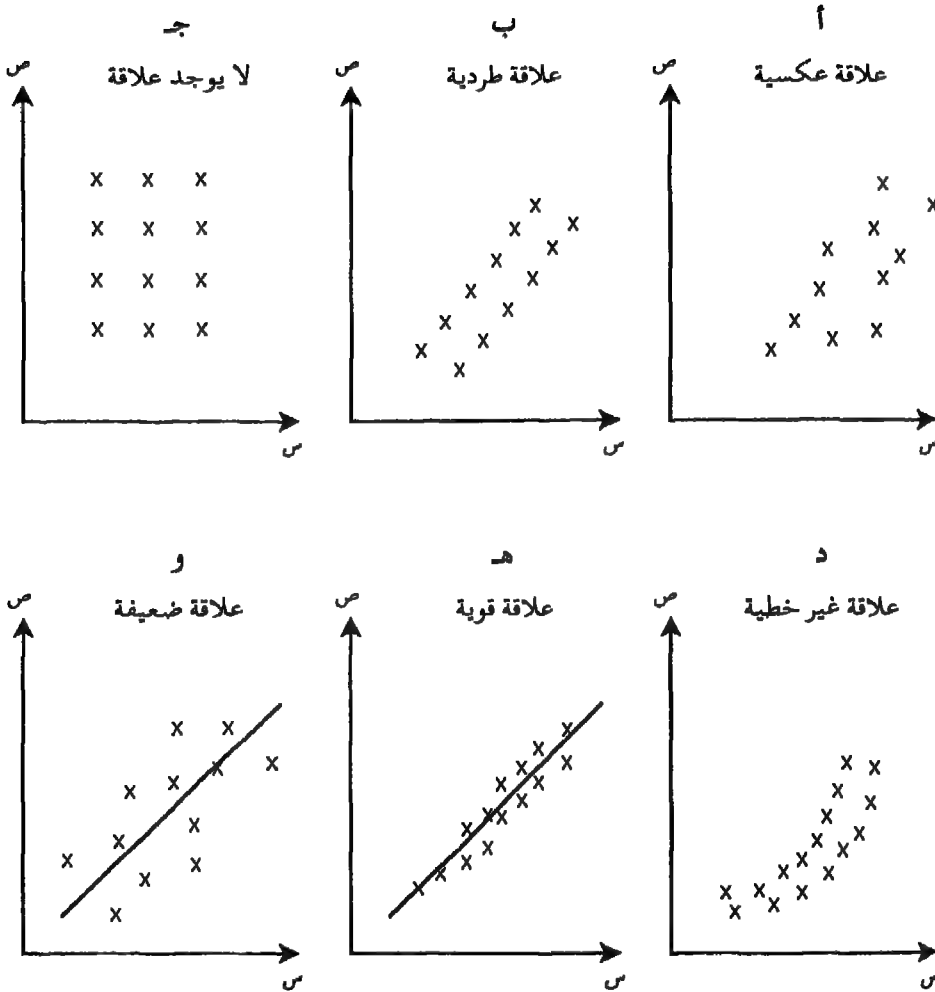 أ
علاقة عكسية
ص
س
ب
علاقة طردية
ص
س
جـ
لا يوجد علاقة
ص
س
د
علاقة غير خطية
ص
س
هـ
علاقة قوية
ص
س
و
علاقة ضعيفة
ص
س